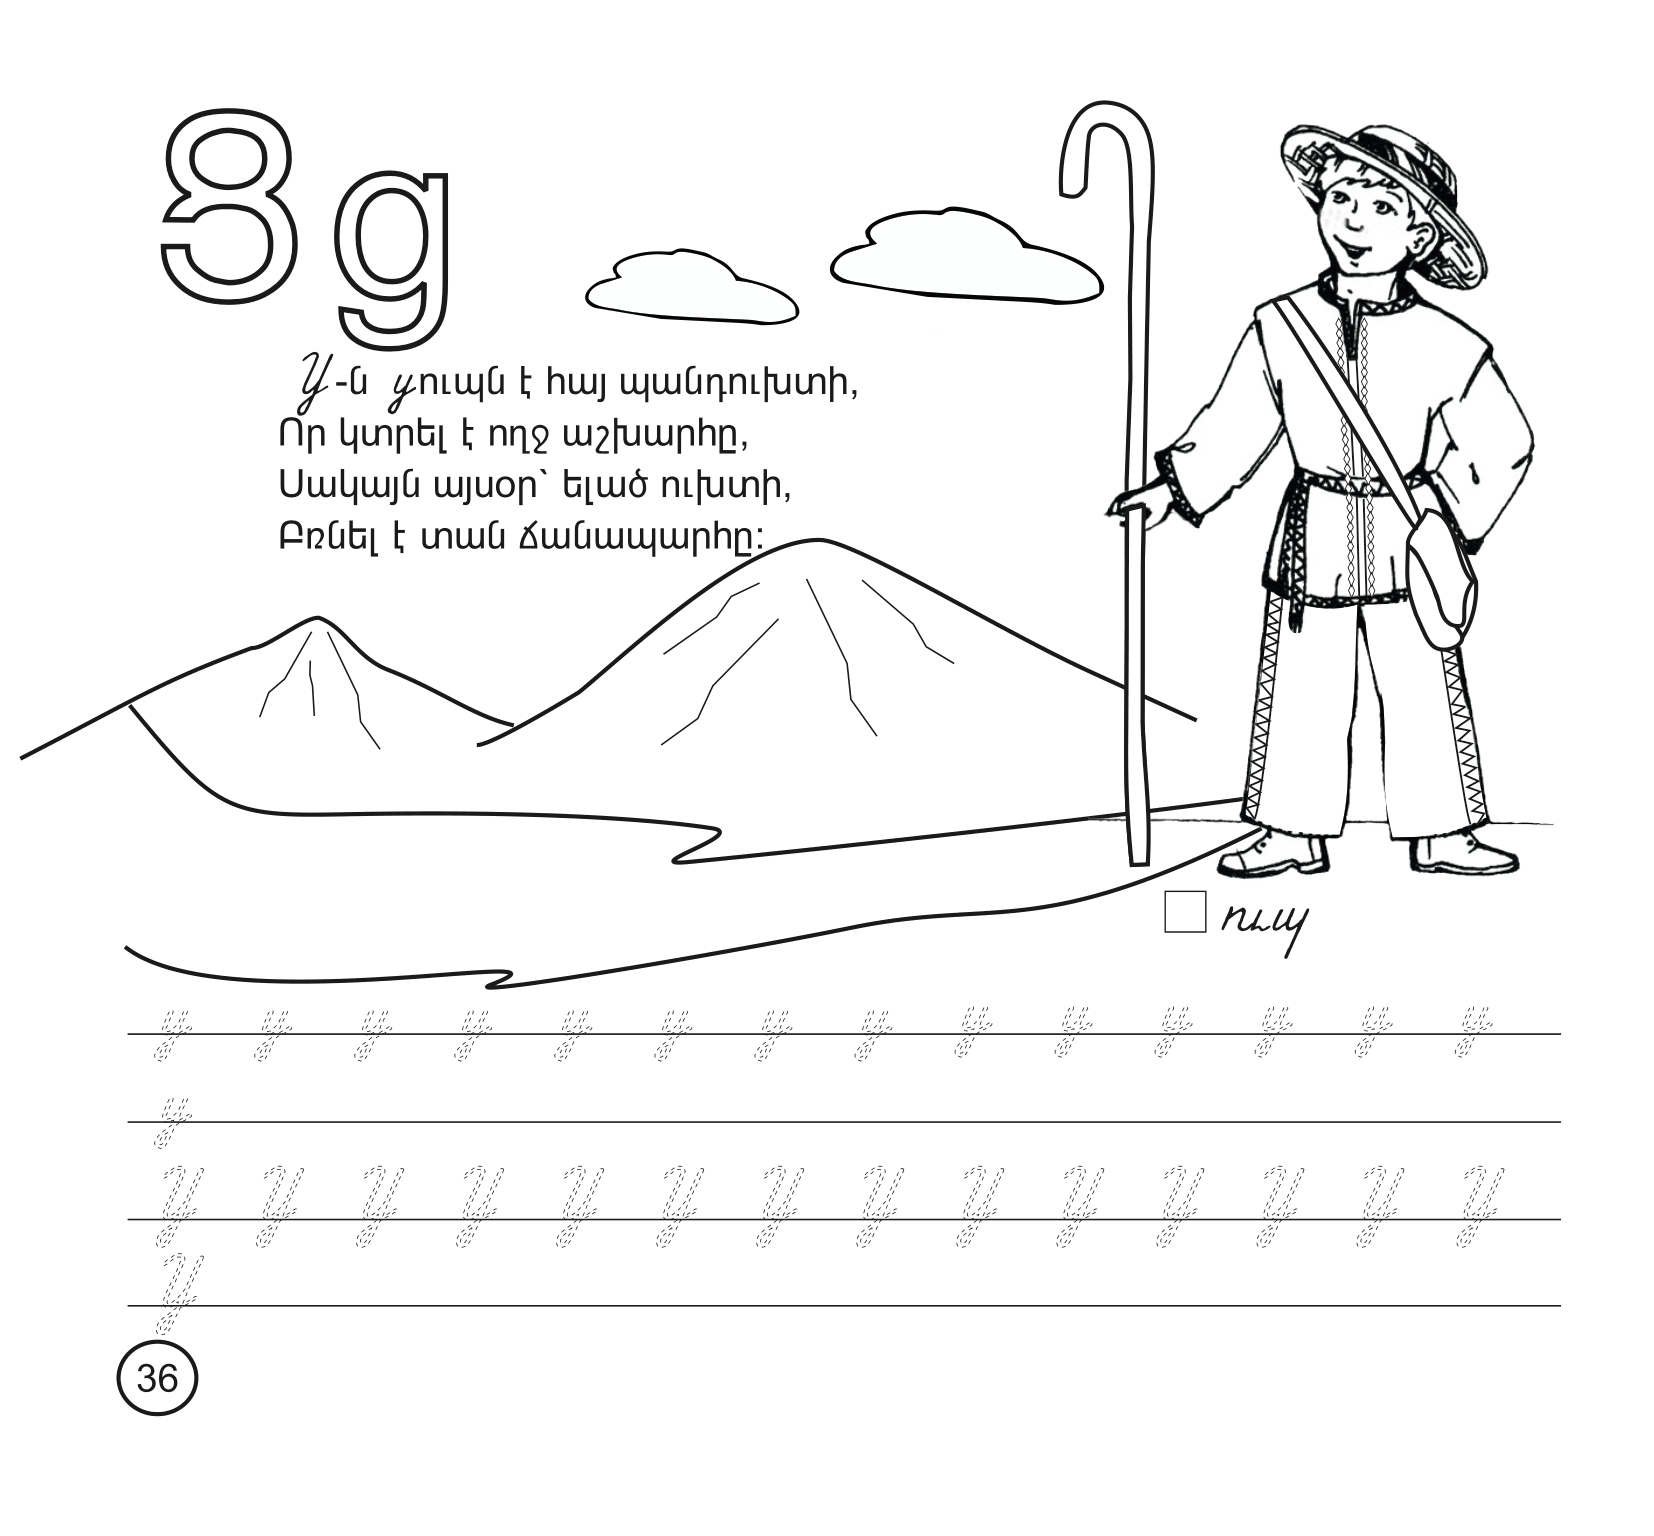 Ց ց
Ց-ն ցուպն է հայ պանդուխտի,
Որ կտրել է ողջ աշխարհը,
Սակայն այսօր՝ ելած ուխտի,
Բռնել է տան ճանապարհը։
ուպ
ց ց ց ց ց ց ց ց ց ց ց ց ց ց
ց
Ց Ց Ց Ց Ց Ց Ց Ց Ց Ց Ց Ց Ց Ց
Ց
36